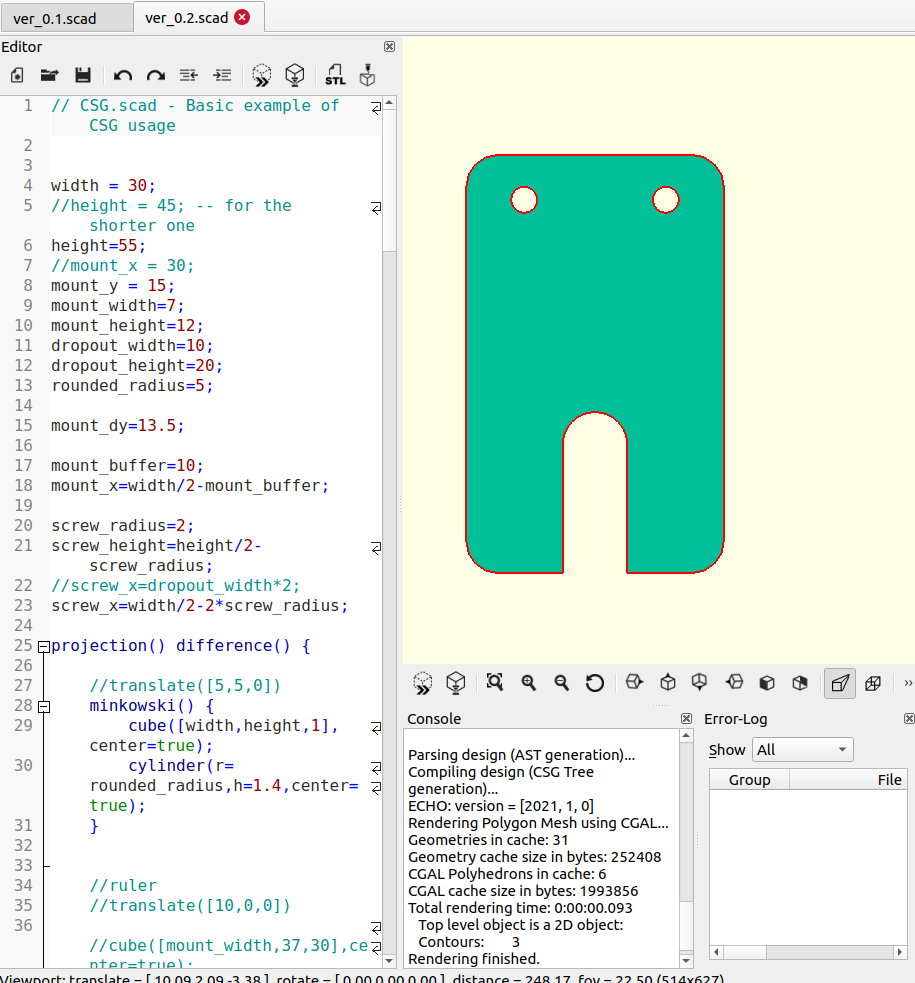 ver_0.1.scad
ver_0.2.scad
Editor
STL
1 // CSG.scad - Basic example of
CSG usage
2
3
4 width = 30;
5 //height = 45; -- for the
shorter one
6 height=55;
7 //mount_x = 30;
8 mount_y = 15;
9 mount_width=7;
10 mount_height=12;
11 dropout_width=10;
12 dropout_height=20;
13 rounded_radius=5;
14
15 mount_dy=13.5;
16
17 mount_buffer=10;
18 mount_x=width/2-mount_buffer;
19
20 screw_radius=2;
21 screw_height=height/2-
screw_radius;
22 //screw_x=dropout_width*2;
23 screw_x=width/2-2*screw_radius;
24
25 projection() difference() {
26
27 //translate([5,5,0])
28 minkowski() {
29 cube([width,height,1],
center=true);
30 cylinder(r=
rounded_radius,h=1.4,center=
true);
31 }
32
33
34 //ruler
35 //translate([10,0,0])
36
//cube([mount_width,37,30],ce
nter=true);
Console
Parsing design (AST generation)...
Compiling design (CSG Tree
generation)...
ECHO: version = [2021, 1, 0]
Rendering Polygon Mesh using CGAL...
Geometries in cache: 31
Geometry cache size in bytes: 252408
CGAL Polyhedrons in cache: 6
CGAL cache size in bytes: 1993856
Total rendering time: 0:00:00.093
Top level object is a 2D object:
Contours: 3
Rendering finished.
Error-Log
Show All
Group File
Viewport: translate = [ 10.09 2.09 -3.38 ], rotate = [ 0.00 0.00 0.00 ], distance = 248.17, fov = 22.50 (514x627)